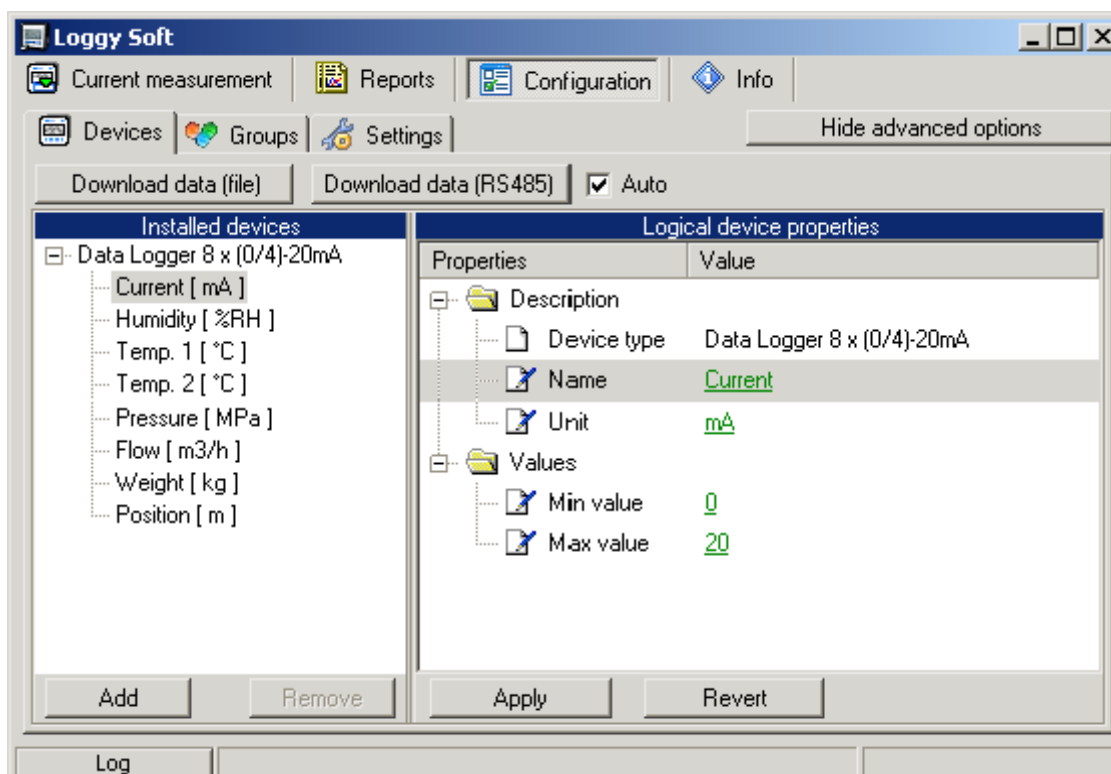 Loggy Soft
Current measurement Reports Configuration Info
Devices Groups Settings Hide advanced options
Download data (file) Download data (RS485) Auto
Installed devices
Data Logger 8 x (0/4)-20mA
Current [ mA ]
Humidity [ %RH ]
Temp. 1 [ °C ]
Temp. 2 [ °C ]
Pressure [ MPa ]
Flow [ m3/h ]
Weight [ kg ]
Position [ m ]
Add Remove
Logical device properties
Properties Value
Description
Device type Data Logger 8 x (0/4)-20mA
Name Current
Unit mA
Values
Min value 0
Max value 20
Apply Revert
Log